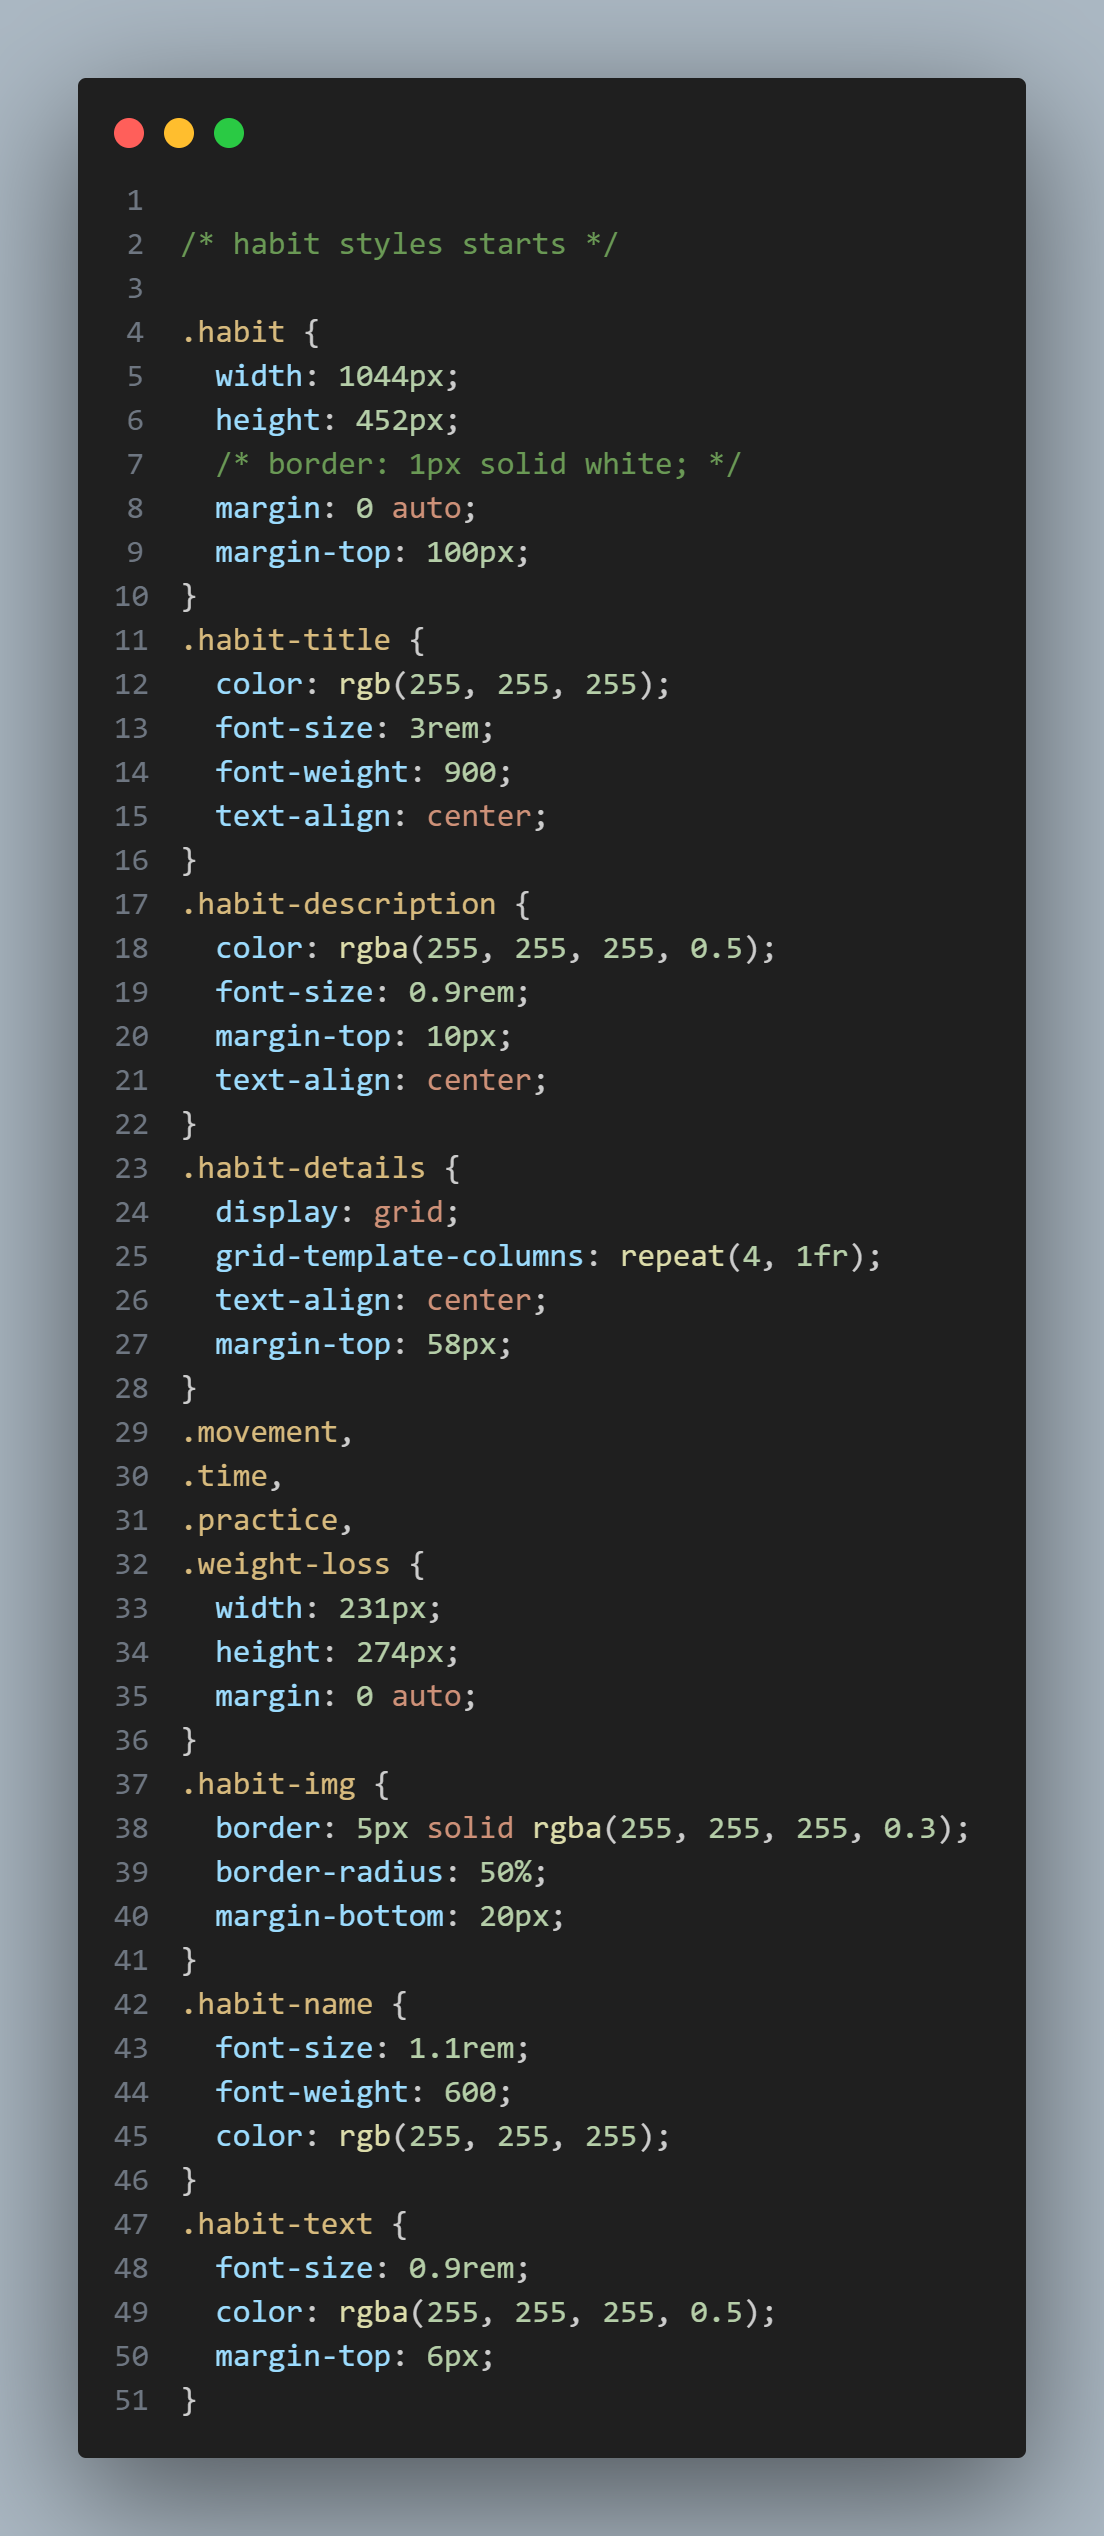 1
2 /* habit styles starts */
3
4 .habit {
5   width: 1044px;
6   height: 452px;
7   /* border: 1px solid white; */
8   margin: 0 auto;
9   margin-top: 100px;
10 }
11 .habit-title {
12   color: rgb(255, 255, 255);
13   font-size: 3rem;
14   font-weight: 900;
15   text-align: center;
16 }
17 .habit-description {
18   color: rgba(255, 255, 255, 0.5);
19   font-size: 0.9rem;
20   margin-top: 10px;
21   text-align: center;
22 }
23 .habit-details {
24   display: grid;
25   grid-template-columns: repeat(4, 1fr);
26   text-align: center;
27   margin-top: 58px;
28 }
29 .movement,
30 .time,
31 .practice,
32 .weight-loss {
33   width: 231px;
34   height: 274px;
35   margin: 0 auto;
36 }
37 .habit-img {
38   border: 5px solid rgba(255, 255, 255, 0.3);
39   border-radius: 50%;
40   margin-bottom: 20px;
41 }
42 .habit-name {
43   font-size: 1.1rem;
44   font-weight: 600;
45   color: rgb(255, 255, 255);
46 }
47 .habit-text {
48   font-size: 0.9rem;
49   color: rgba(255, 255, 255, 0.5);
50   margin-top: 6px;
51 }